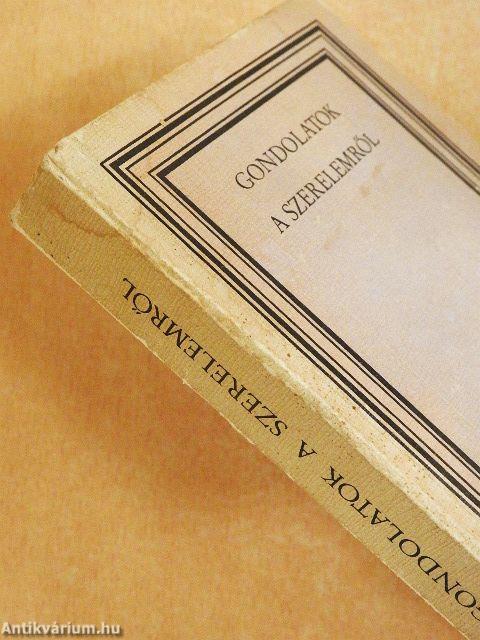 GONDOLATOK
A SZERELEMRŐL
GONDOLATOK A SZERELEMRŐL
Antikvárium.hu